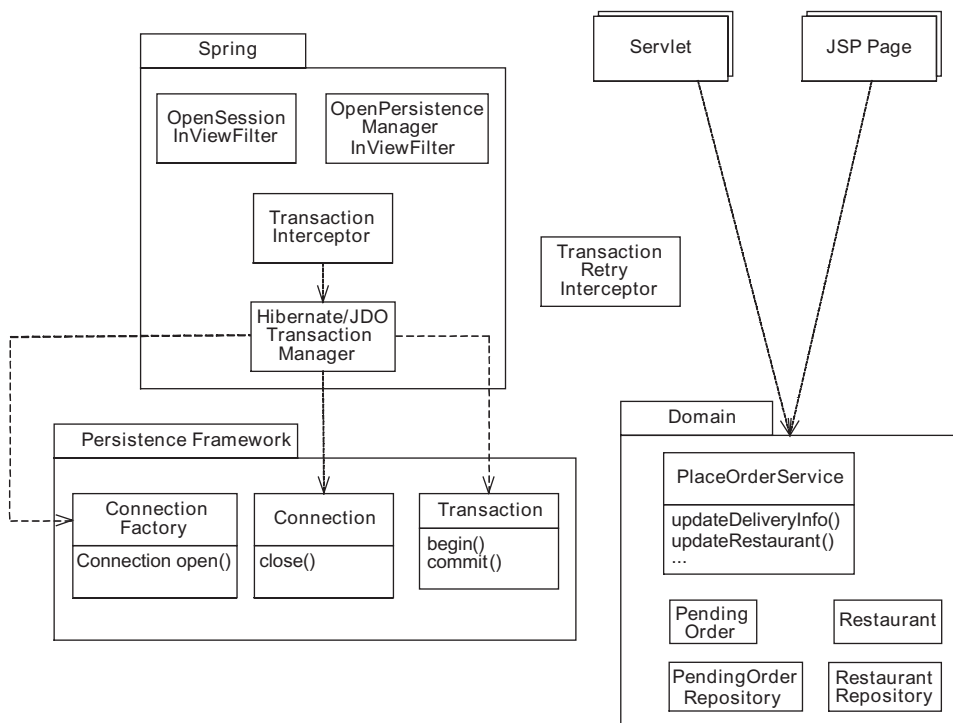 Spring
OpenSession
InViewFilter
OpenPersistence
Manager
InViewFilter
Transaction
Interceptor
Hibernate/JDO
Transaction
Manager
Servlet
JSP Page
Transaction
Retry
Interceptor
Persistence Framework
Connection
Factory
Connection open()
Connection
close()
Transaction
begin()
commit()
Domain
PlaceOrderService
updateDeliveryInfo()
updateRestaurant()
...
Pending
Order
Restaurant
PendingOrder
Repository
Restaurant
Repository